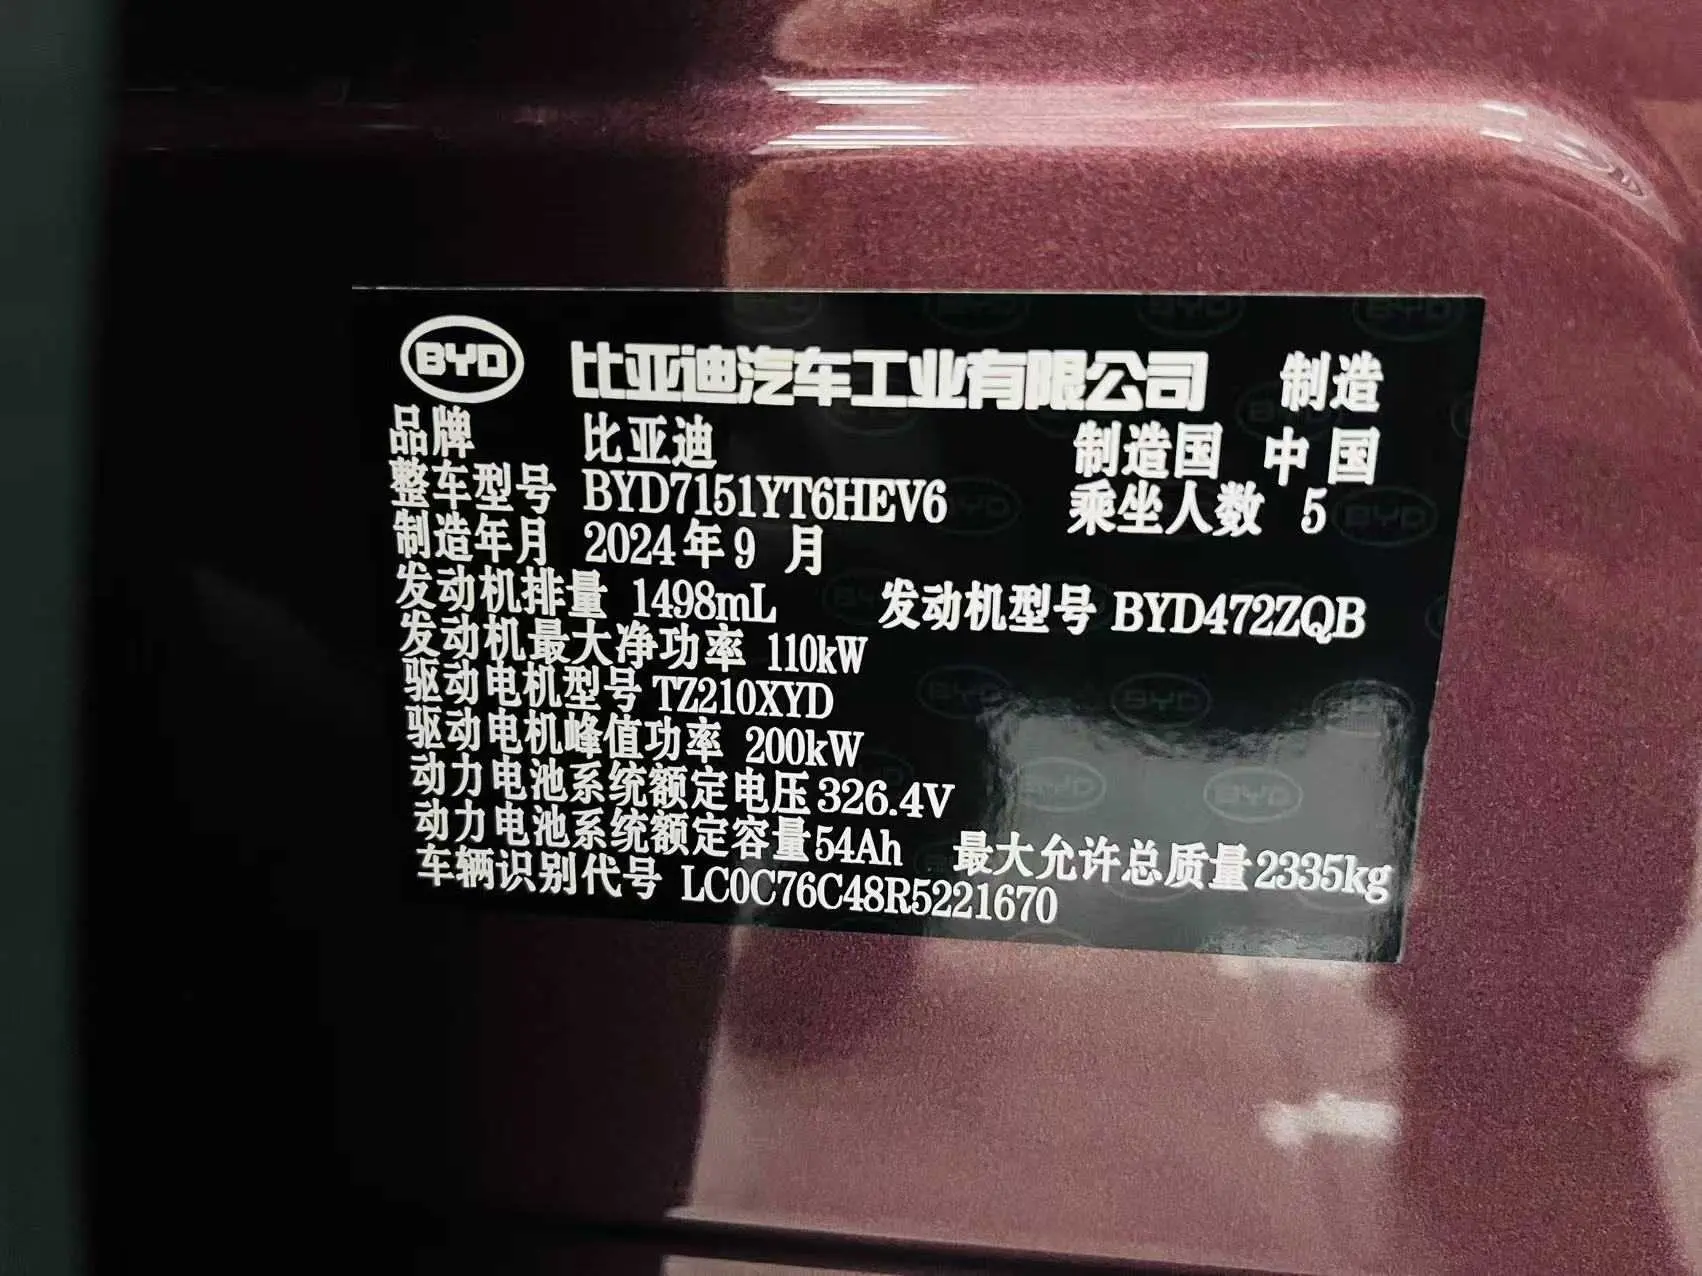 BYD 比亚迪汽车工业有限公司 制造
品牌 比亚迪 制造国 中国
整车型号 BYD7151YT6HEV6 乘坐人数 5
制造年月 2024年9月
发动机排量 1498mL 发动机型号 BYD472ZQB
发动机最大净功率 110kW
驱动电机型号 TZ210XYD
驱动电机峰值功率 200kW
动力电池系统额定电压 326.4V
动力电池系统额定容量 54Ah 最大允许总质量 2335kg
车辆识别代号 LC0C76C48R5221670